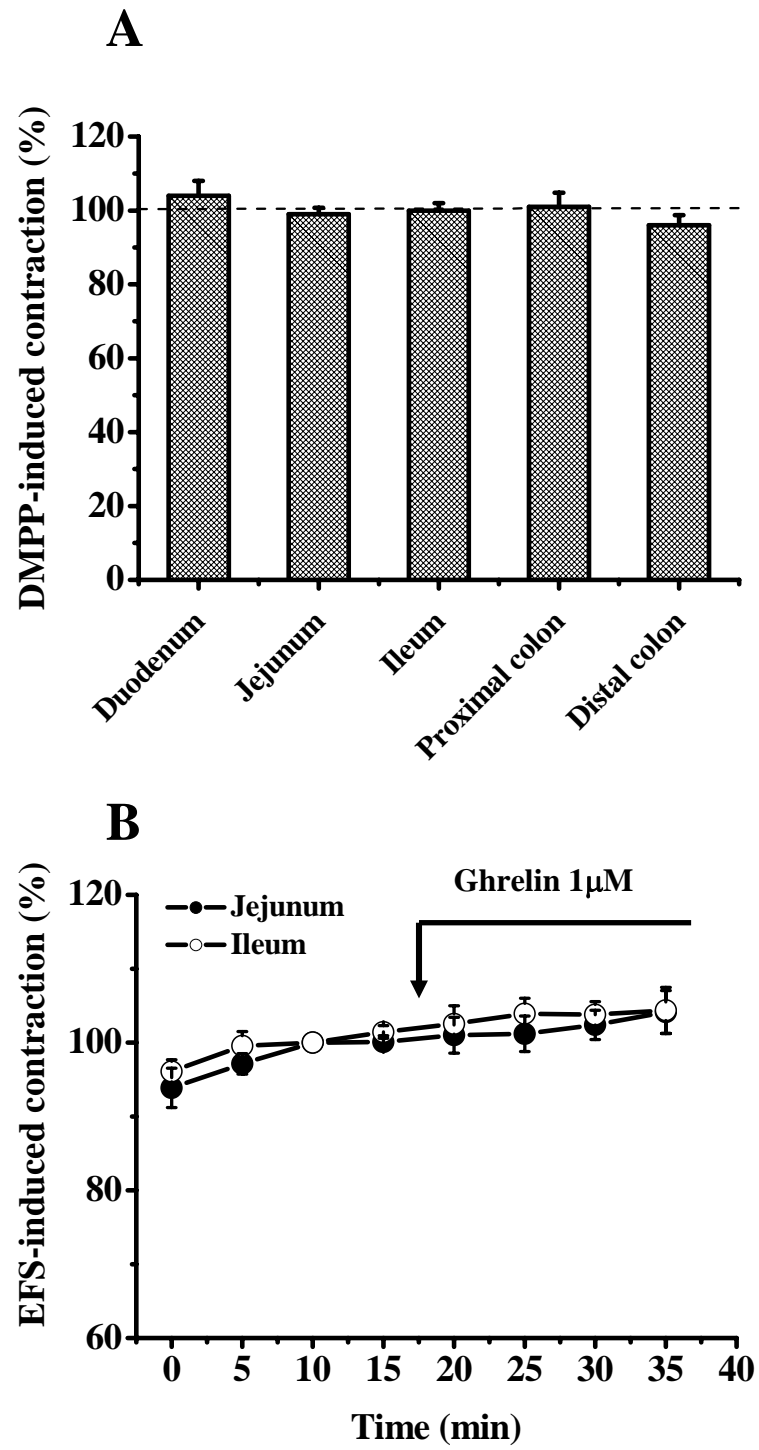 A
DMPP-induced contraction (%)
120
100
80
60
40
20
0
Duodenum
Jejunum
Ileum
Proximal colon
Distal colon
B
EFS-induced contraction (%)
120
100
80
60
Jejunum
Ileum
Ghrelin 1μM
0 5 10 15 20 25 30 35 40
Time (min)